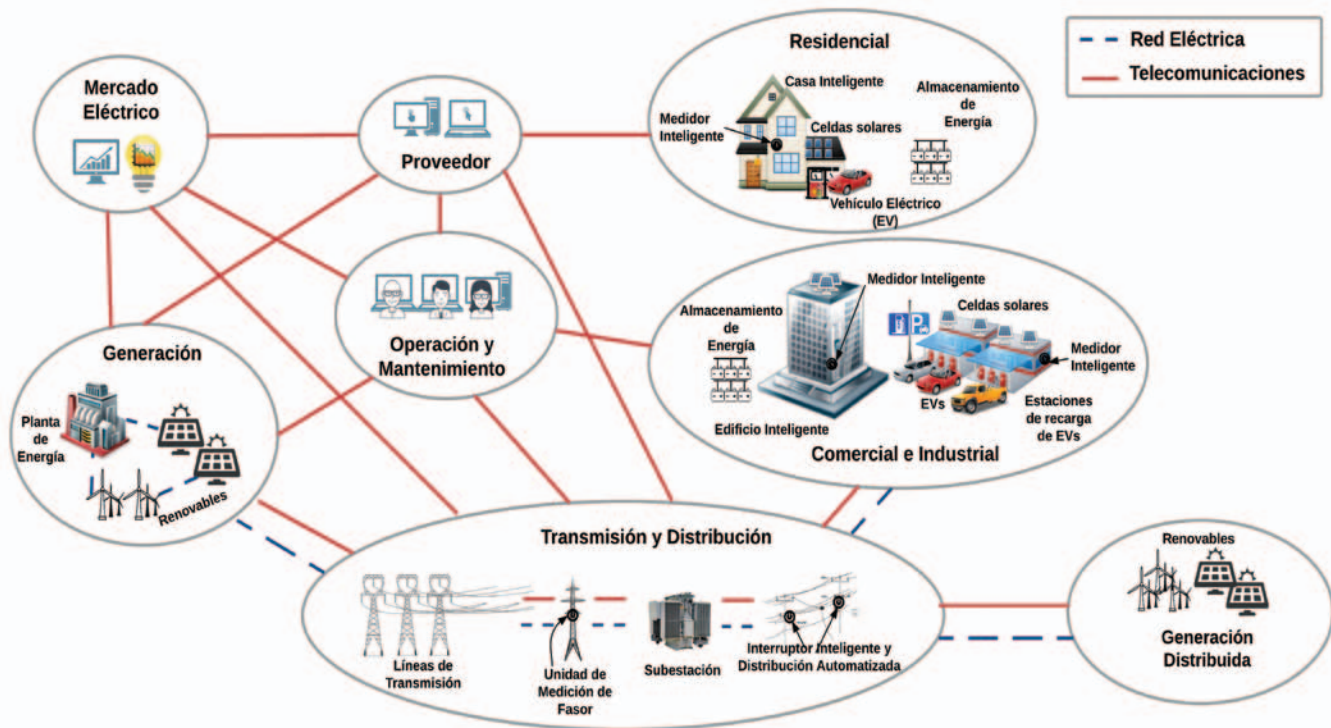 Mercado
Eléctrico
Proveedor
Residencial
Casa Inteligente
Almacenamiento
de
Energía
Medidor
Inteligente
Celdas solares
Vehículo Eléctrico
(EV)
Red Eléctrica
Telecomunicaciones
Generación
Planta
de
Energía
Renovables
Operación y
Mantenimiento
Almacenamiento
de
Energía
Medidor Inteligente
Celdas solares
Medidor
Inteligente
EVs
Estaciones
de recarga
de EVs
Edificio Inteligente
Comercial e Industrial
Transmisión y Distribución
Líneas de
Transmisión
Unidad de
Medición de
Fasor
Subestación
Interruptor Inteligente y
Distribución Automatizada
Renovables
Generación
Distribuida